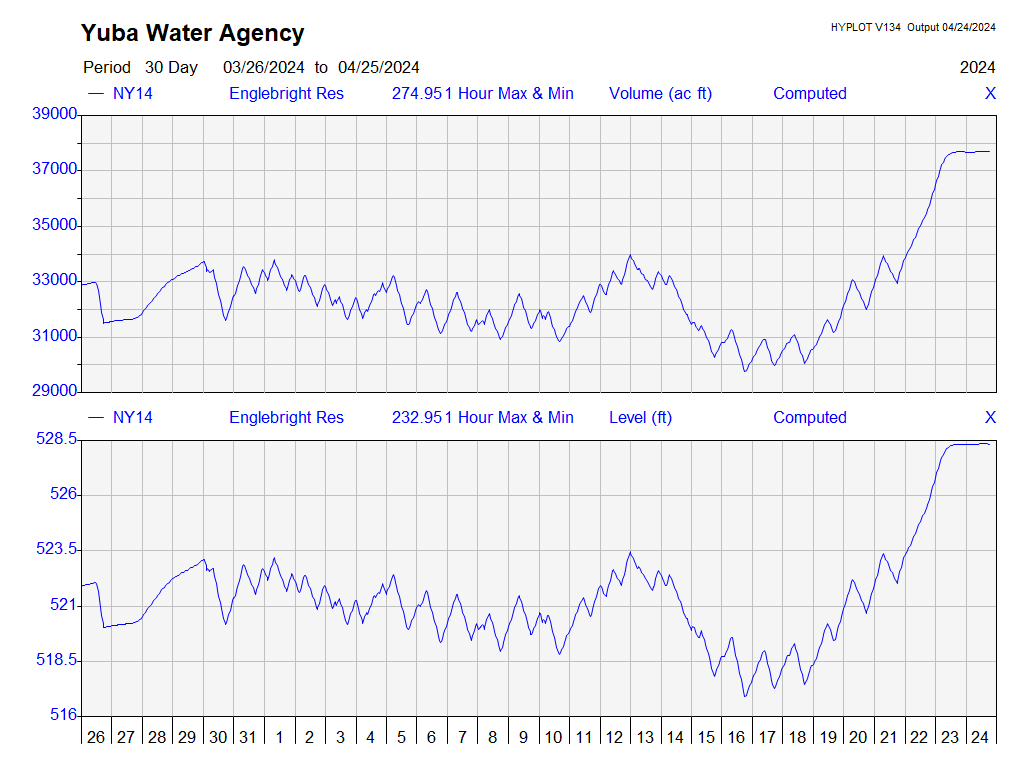 Yuba Water Agency
HYPLOT V134 Output 04/24/2024
Period 30 Day 03/26/2024 to 04/25/2024 2024
NY14 Englebright Res 274.951 Hour Max & Min Volume (ac ft) Computed X
39000
37000
35000
33000
31000
29000
NY14 Englebright Res 232.951 Hour Max & Min Level (ft) Computed X
528.5
526
523.5
521
518.5
516
26 27 28 29 30 31 1 2 3 4 5 6 7 8 9 10 11 12 13 14 15 16 17 18 19 20 21 22 23 24